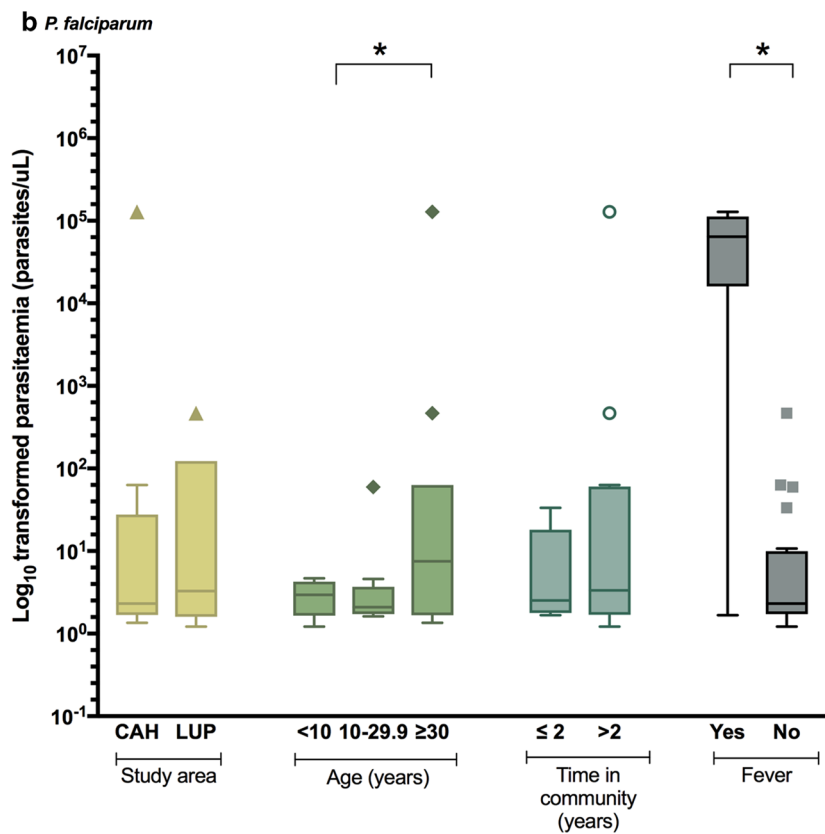 b P. falciparum
* *
Log₁₀ transformed parasitaemia (parasites/uL)
10⁷
10⁶
10⁵
10⁴
10³
10²
10¹
10⁰
10⁻¹
CAH LUP <10 10-29.9 ≥30 ≤ 2 >2 Yes No
Study area Age (years) Time in Fever
community
(years)